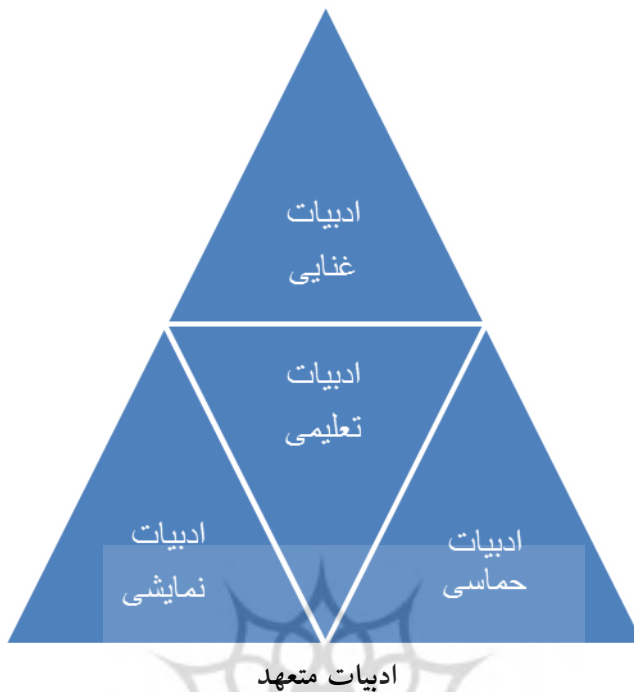 ادبیات
غنایی
ادبیات
تعلیمی
ادبیات
حماسی
ادبیات
نمایشی
ادبیات متعهد